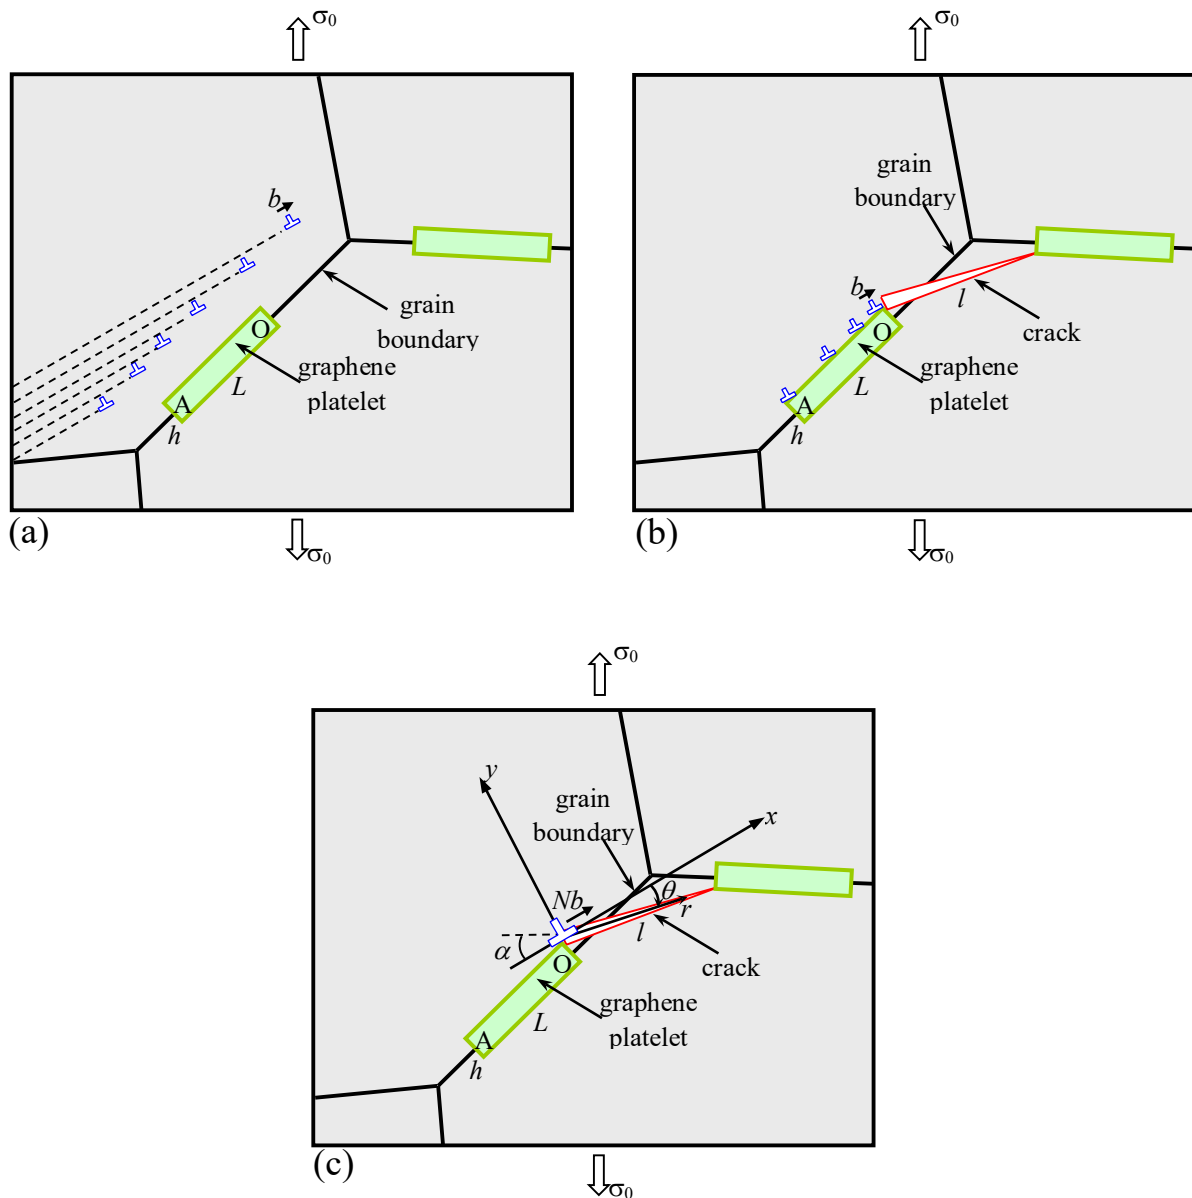 σ0
b
grain
boundary
O
graphene
platelet
L
A
h
σ0
(a)
σ0
grain
boundary
b
l
crack
O
graphene
platelet
L
A
h
σ0
(b)
σ0
y
grain
boundary
x
Nb
θ
r
l
α
crack
O
graphene
platelet
L
A
h
σ0
(c)